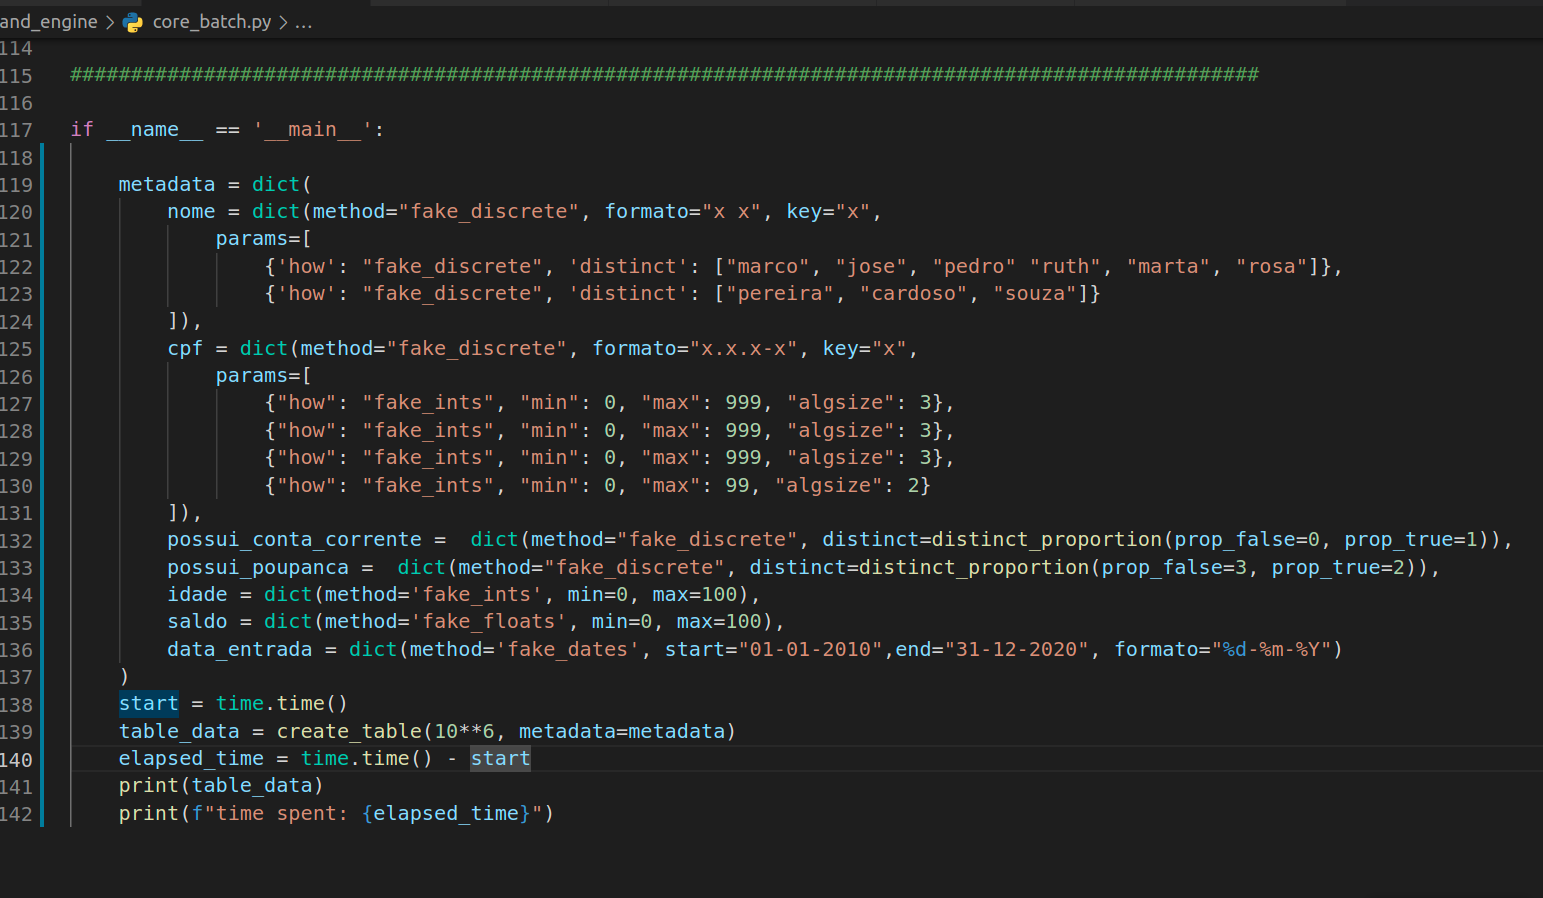 and_engine > core_batch.py > ...
114
115 ##################################################################################################
116
117 if __name__ == '__main__':
118
119     metadata = dict(
120         nome = dict(method="fake_discrete", formato="x x", key="x",
121             params=[
122                 {'how': "fake_discrete", 'distinct': ["marco", "jose", "pedro" "ruth", "marta", "rosa"]},
123                 {'how': "fake_discrete", 'distinct': ["pereira", "cardoso", "souza"]}
124         ]),
125         cpf = dict(method="fake_discrete", formato="x.x.x-x", key="x",
126             params=[
127                 {"how": "fake_ints", "min": 0, "max": 999, "algsize": 3},
128                 {"how": "fake_ints", "min": 0, "max": 999, "algsize": 3},
129                 {"how": "fake_ints", "min": 0, "max": 999, "algsize": 3},
130                 {"how": "fake_ints", "min": 0, "max": 99, "algsize": 2}
131         ]),
132         possui_conta_corrente =  dict(method="fake_discrete", distinct=distinct_proportion(prop_false=0, prop_true=1)),
133         possui_poupanca =  dict(method="fake_discrete", distinct=distinct_proportion(prop_false=3, prop_true=2)),
134         idade = dict(method='fake_ints', min=0, max=100),
135         saldo = dict(method='fake_floats', min=0, max=100),
136         data_entrada = dict(method='fake_dates', start="01-01-2010",end="31-12-2020", formato="%d-%m-%Y")
137     )
138     start = time.time()
139     table_data = create_table(10**6, metadata=metadata)
140     elapsed_time = time.time() - start
141     print(table_data)
142     print(f"time spent: {elapsed_time}")